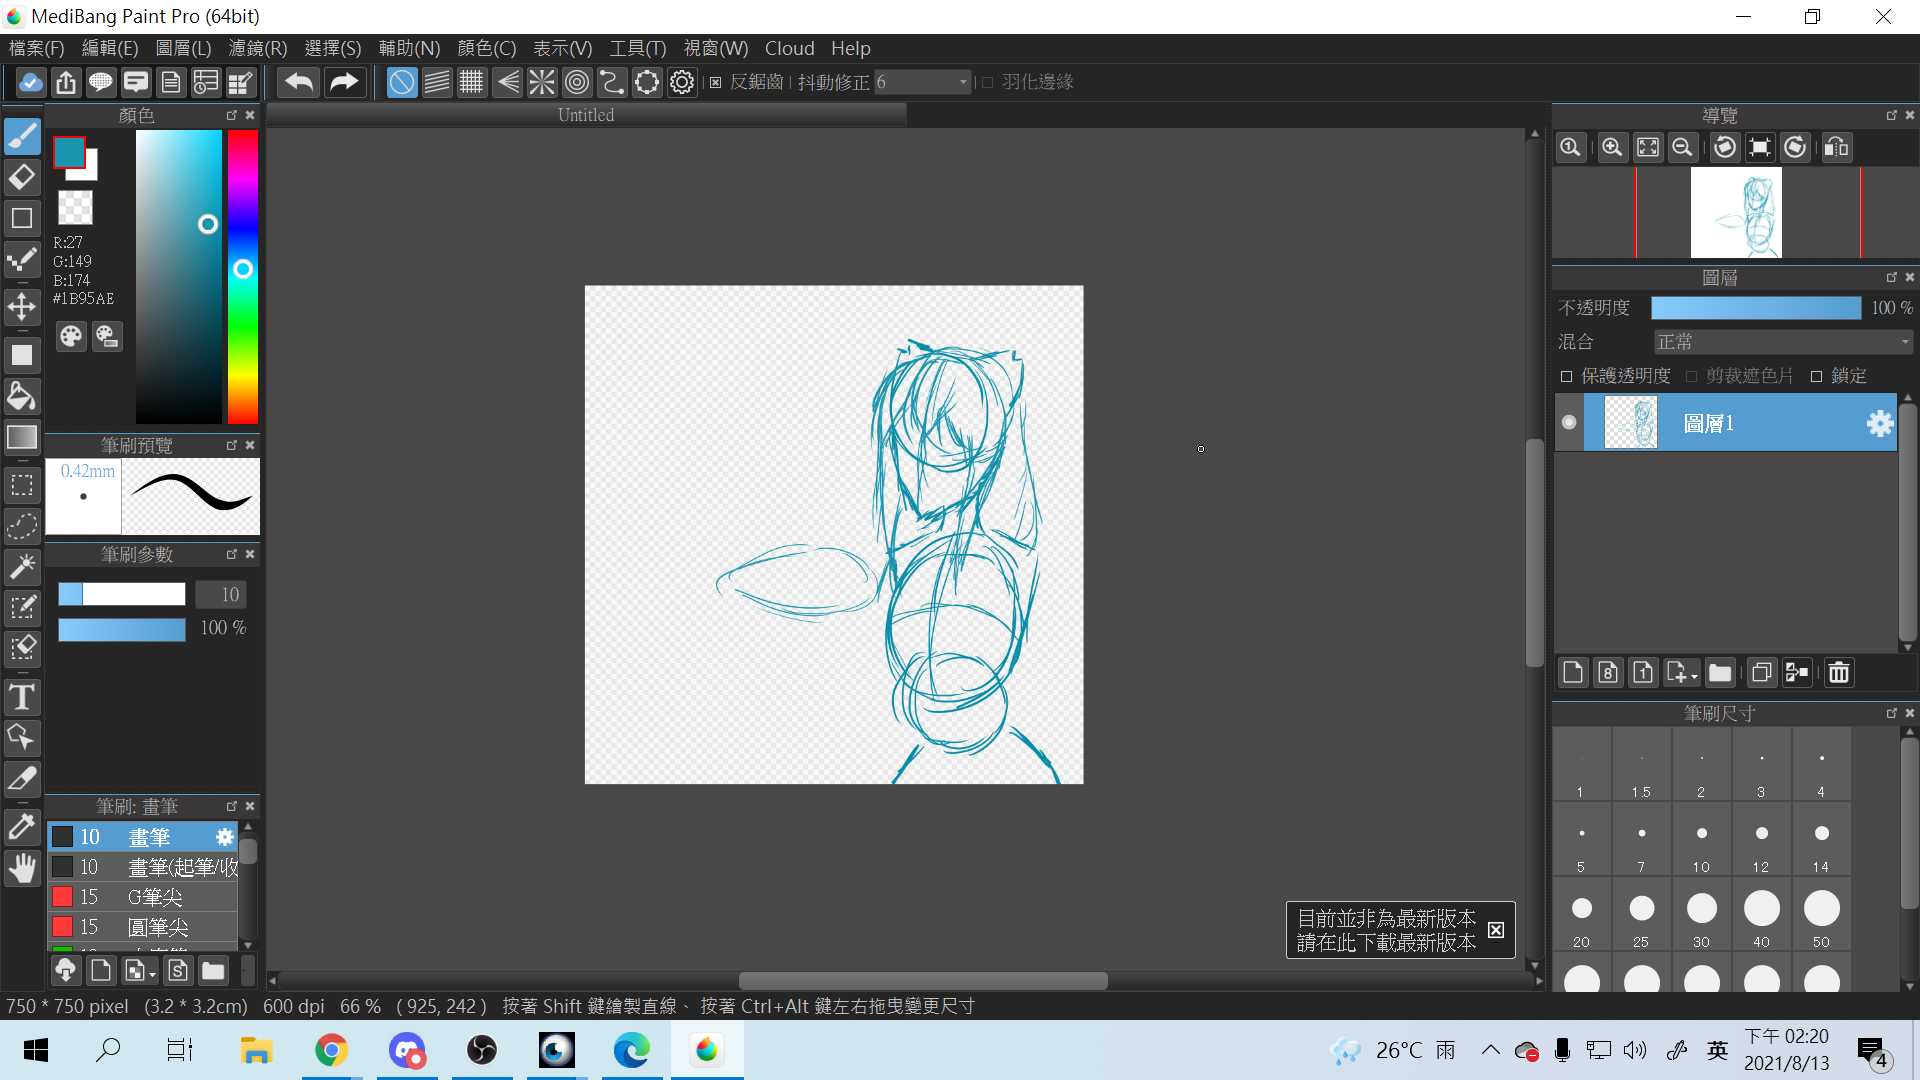 MediBang Paint Pro (64bit)
檔案(F) 編輯(E) 圖層(L) 濾鏡(R) 選擇(S) 輔助(N) 顏色(C) 表示(V) 工具(T) 視窗(W) Cloud Help
反鋸齒 抖動修正 6 羽化邊緣
顏色
Untitled
導覽
R:27
G:149
B:174
#1B95AE
圖層
不透明度 100 %
混合 正常
保護透明度 剪裁遮色片 鎖定
圖層1
筆刷預覽
0.42mm
筆刷參數
10
100 %
筆刷尺寸
1 1.5 2 3 4
5 7 10 12 14
20 25 30 40 50
筆刷: 畫筆
10 畫筆
10 畫筆(起筆/收
15 G筆尖
15 圓筆尖
目前並非為最新版本
請在此下載最新版本
750 * 750 pixel (3.2 * 3.2cm) 600 dpi 66 % ( 925, 242 ) 按著 Shift 鍵繪製直線、 按著 Ctrl+Alt 鍵左右拖曳變更尺寸
26°C 雨
英
下午 02:20
2021/8/13
4